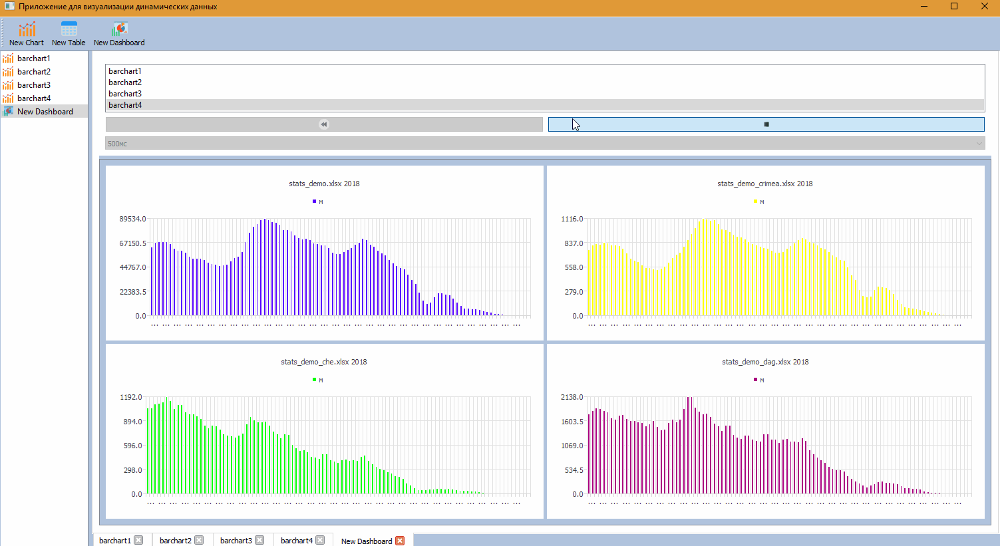 Приложение для визуализации динамических данных
New Chart New Table New Dashboard
barchart1
barchart2
barchart3
barchart4
New Dashboard
barchart1
barchart2
barchart3
barchart4
500мс
stats_demo.xlsx 2018
M
89534.0
67150.5
44767.0
22383.5
0.0
... ... ... ... ... ... ... ... ... ... ... ... ... ... ... ... ... ... ... ... ... ... ... ... ... ... ... ... ... ... ... ... ...
stats_demo_crimea.xlsx 2018
M
1116.0
837.0
558.0
279.0
0.0
... ... ... ... ... ... ... ... ... ... ... ... ... ... ... ... ... ... ... ... ... ... ... ... ... ... ... ... ... ... ... ... ...
stats_demo_che.xlsx 2018
M
1192.0
894.0
596.0
298.0
0.0
... ... ... ... ... ... ... ... ... ... ... ... ... ... ... ... ... ... ... ... ... ... ... ... ... ... ... ... ... ... ... ... ...
stats_demo_dag.xlsx 2018
M
2138.0
1603.5
1069.0
534.5
0.0
... ... ... ... ... ... ... ... ... ... ... ... ... ... ... ... ... ... ... ... ... ... ... ... ... ... ... ... ... ... ... ... ...
barchart1 barchart2 barchart3 barchart4 New Dashboard